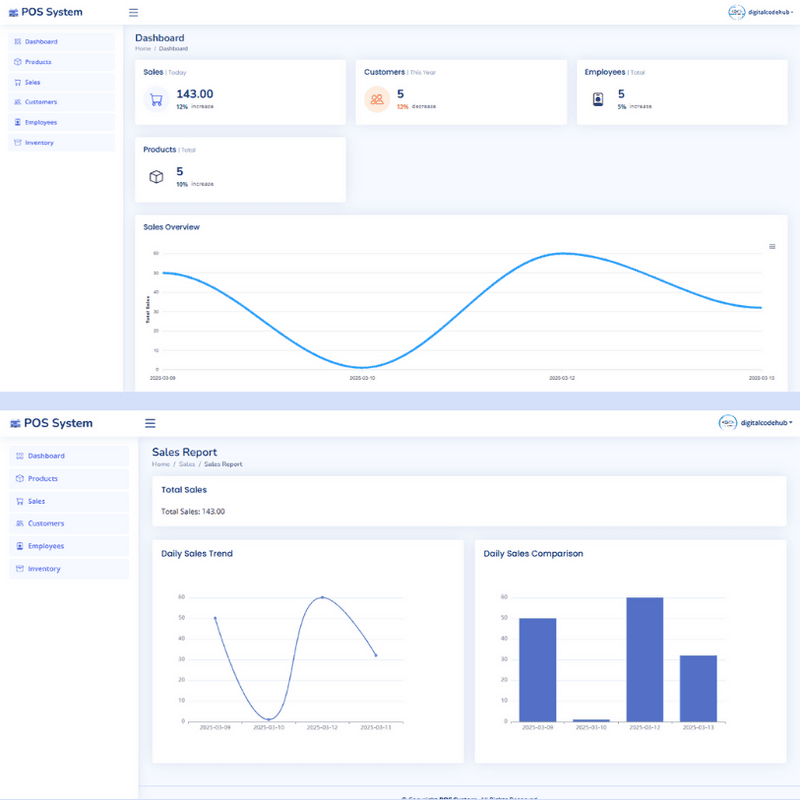 POS System
digitalcodehub
Dashboard
Products
Sales
Customers
Employees
Inventory
Dashboard
Home / Dashboard
Sales | Today
143.00
12% increase
Customers | This Year
5
12% decrease
Employees | Total
5
5% increase
Products | Total
5
10% increase
Sales Overview
Total Sales
60
50
40
30
20
10
0
2025-03-09 2025-03-10 2025-03-12 2025-03-13
POS System
digitalcodehub
Dashboard
Products
Sales
Customers
Employees
Inventory
Sales Report
Home / Sales / Sales Report
Total Sales
Total Sales: 143.00
Daily Sales Trend
60
50
40
30
20
10
0
2025-03-09 2025-03-10 2025-03-12 2025-03-13
Daily Sales Comparison
60
50
40
30
20
10
0
2025-03-09 2025-03-10 2025-03-12 2025-03-13
© Copyright POS System. All Rights Reserved